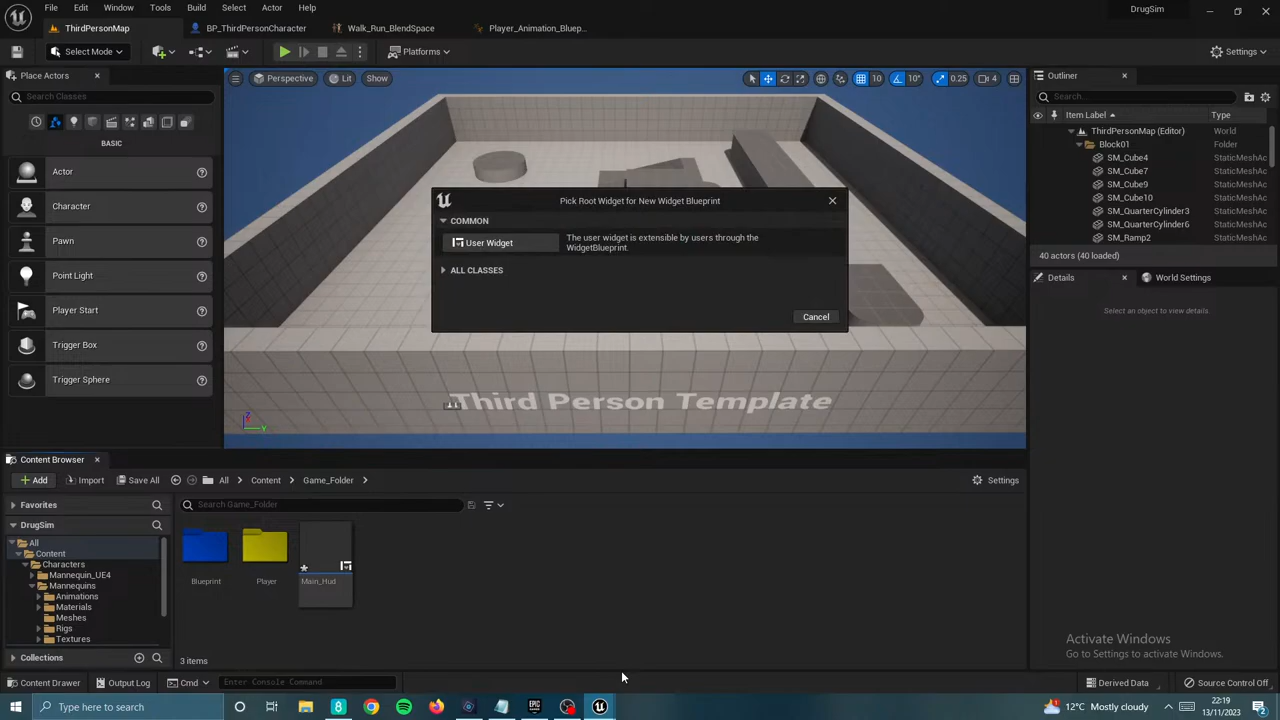 File Edit Window Tools Build Select Actor Help
DrugSim
ThirdPersonMap
BP_ThirdPersonCharacter
Walk_Run_BlendSpace
Player_Animation_Bluep...
Select Mode
Platforms
Settings
Place Actors
Search Classes
BASIC
Actor
Character
Pawn
Point Light
Player Start
Trigger Box
Trigger Sphere
Perspective
Lit
Show
10
10°
0.25
4
Third Person Template
Pick Root Widget for New Widget Blueprint
COMMON
User Widget
The user widget is extensible by users through the
WidgetBlueprint.
ALL CLASSES
Cancel
Outliner
Search...
Item Label
Type
ThirdPersonMap (Editor) World
Block01 Folder
SM_Cube4 StaticMeshAc
SM_Cube7 StaticMeshAc
SM_Cube9 StaticMeshAc
SM_Cube10 StaticMeshAc
SM_QuarterCylinder3 StaticMeshAc
SM_QuarterCylinder6 StaticMeshAc
SM_Ramp2 StaticMeshAc
40 actors (40 loaded)
Details
World Settings
Select an object to view details.
Content Browser
Add
Import
Save All
All
Content
Game_Folder
Settings
Favorites
Search Game_Folder
DrugSim
All
Content
Characters
Mannequin_UE4
Mannequins
Animations
Materials
Meshes
Rigs
Textures
Collections
Blueprint
Player
Main_Hud
3 items
Activate Windows
Go to Settings to activate Windows.
Content Drawer
Output Log
Cmd
Enter Console Command
Derived Data
Source Control Off
Type here to search
12°C Mostly cloudy
22:19
13/11/2023